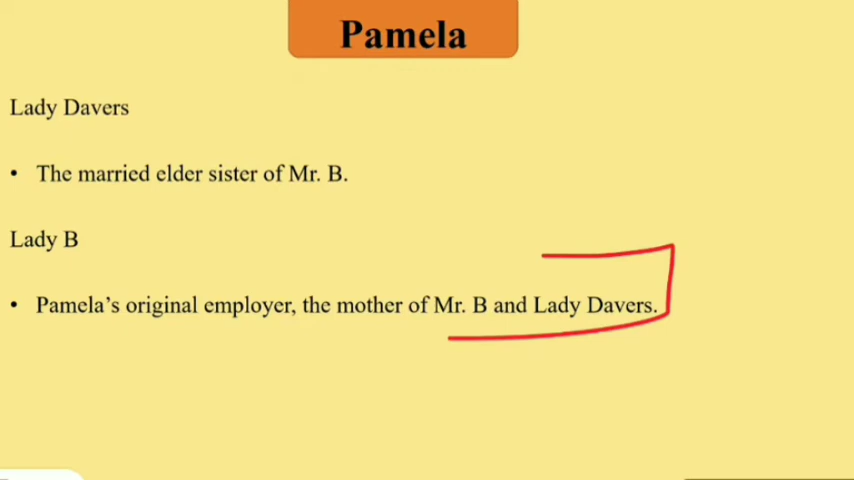 Pamela
Lady Davers
• The married elder sister of Mr. B.
Lady B
• Pamela's original employer, the mother of Mr. B and Lady Davers.